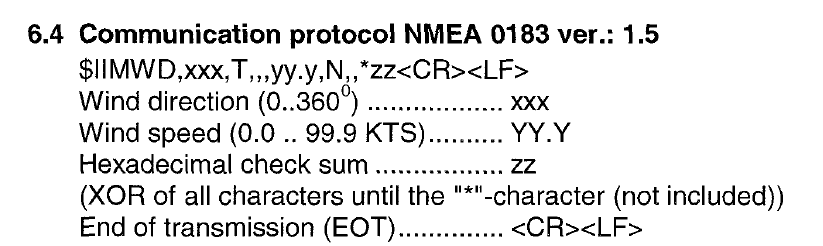 6.4 Communication protocol NMEA 0183 ver.: 1.5
$IIMWD,xxx,T,,,yy.y,N,,*zz<CR><LF>
Wind direction (0..360⁰) .................. xxx
Wind speed (0.0 .. 99.9 KTS).......... YY.Y
Hexadecimal check sum ................. zz
(XOR of all characters until the "*"-character (not included))
End of transmission (EOT).............. <CR><LF>